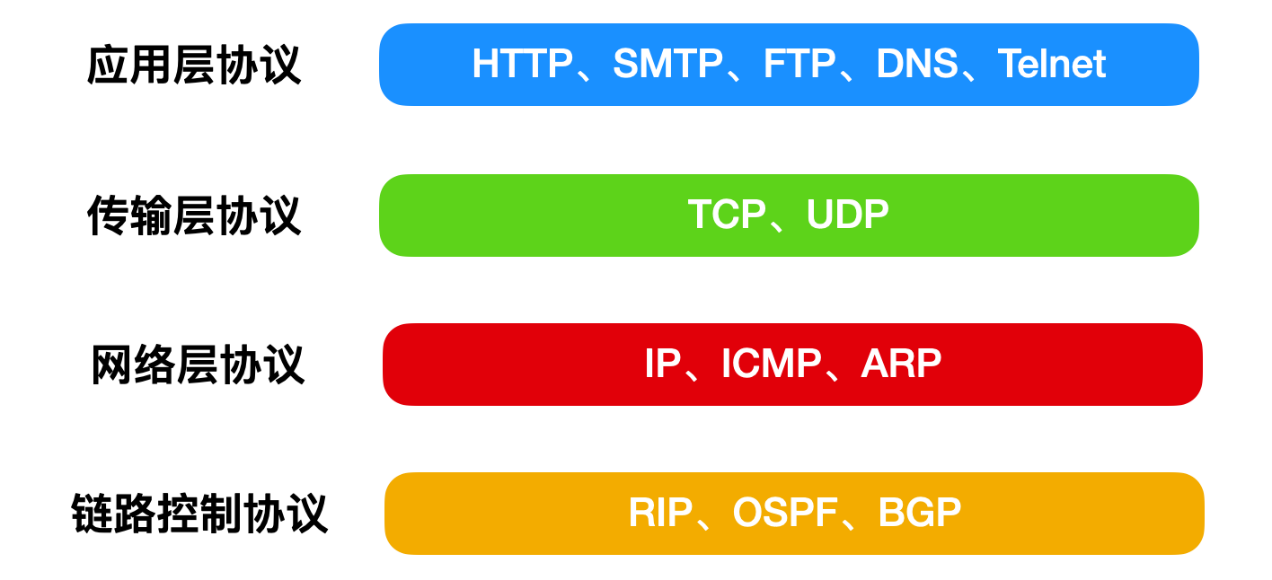 应用层协议 HTTP、SMTP、FTP、DNS、Telnet
传输层协议 TCP、UDP
网络层协议 IP、ICMP、ARP
链路控制协议 RIP、OSPF、BGP